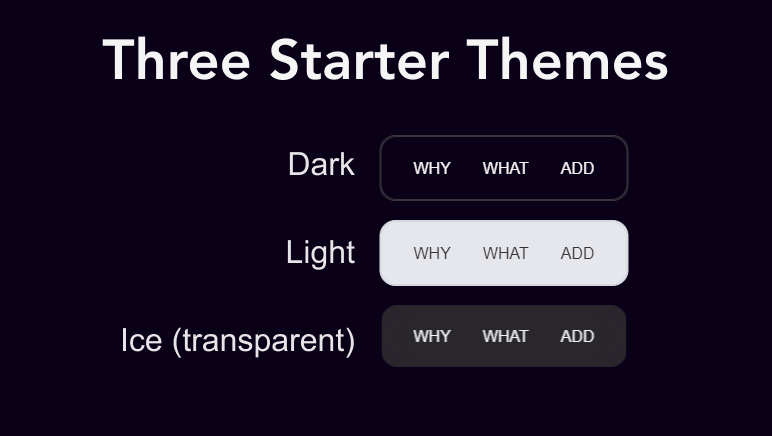 Three Starter Themes
Dark WHY WHAT ADD
Light WHY WHAT ADD
Ice (transparent) WHY WHAT ADD